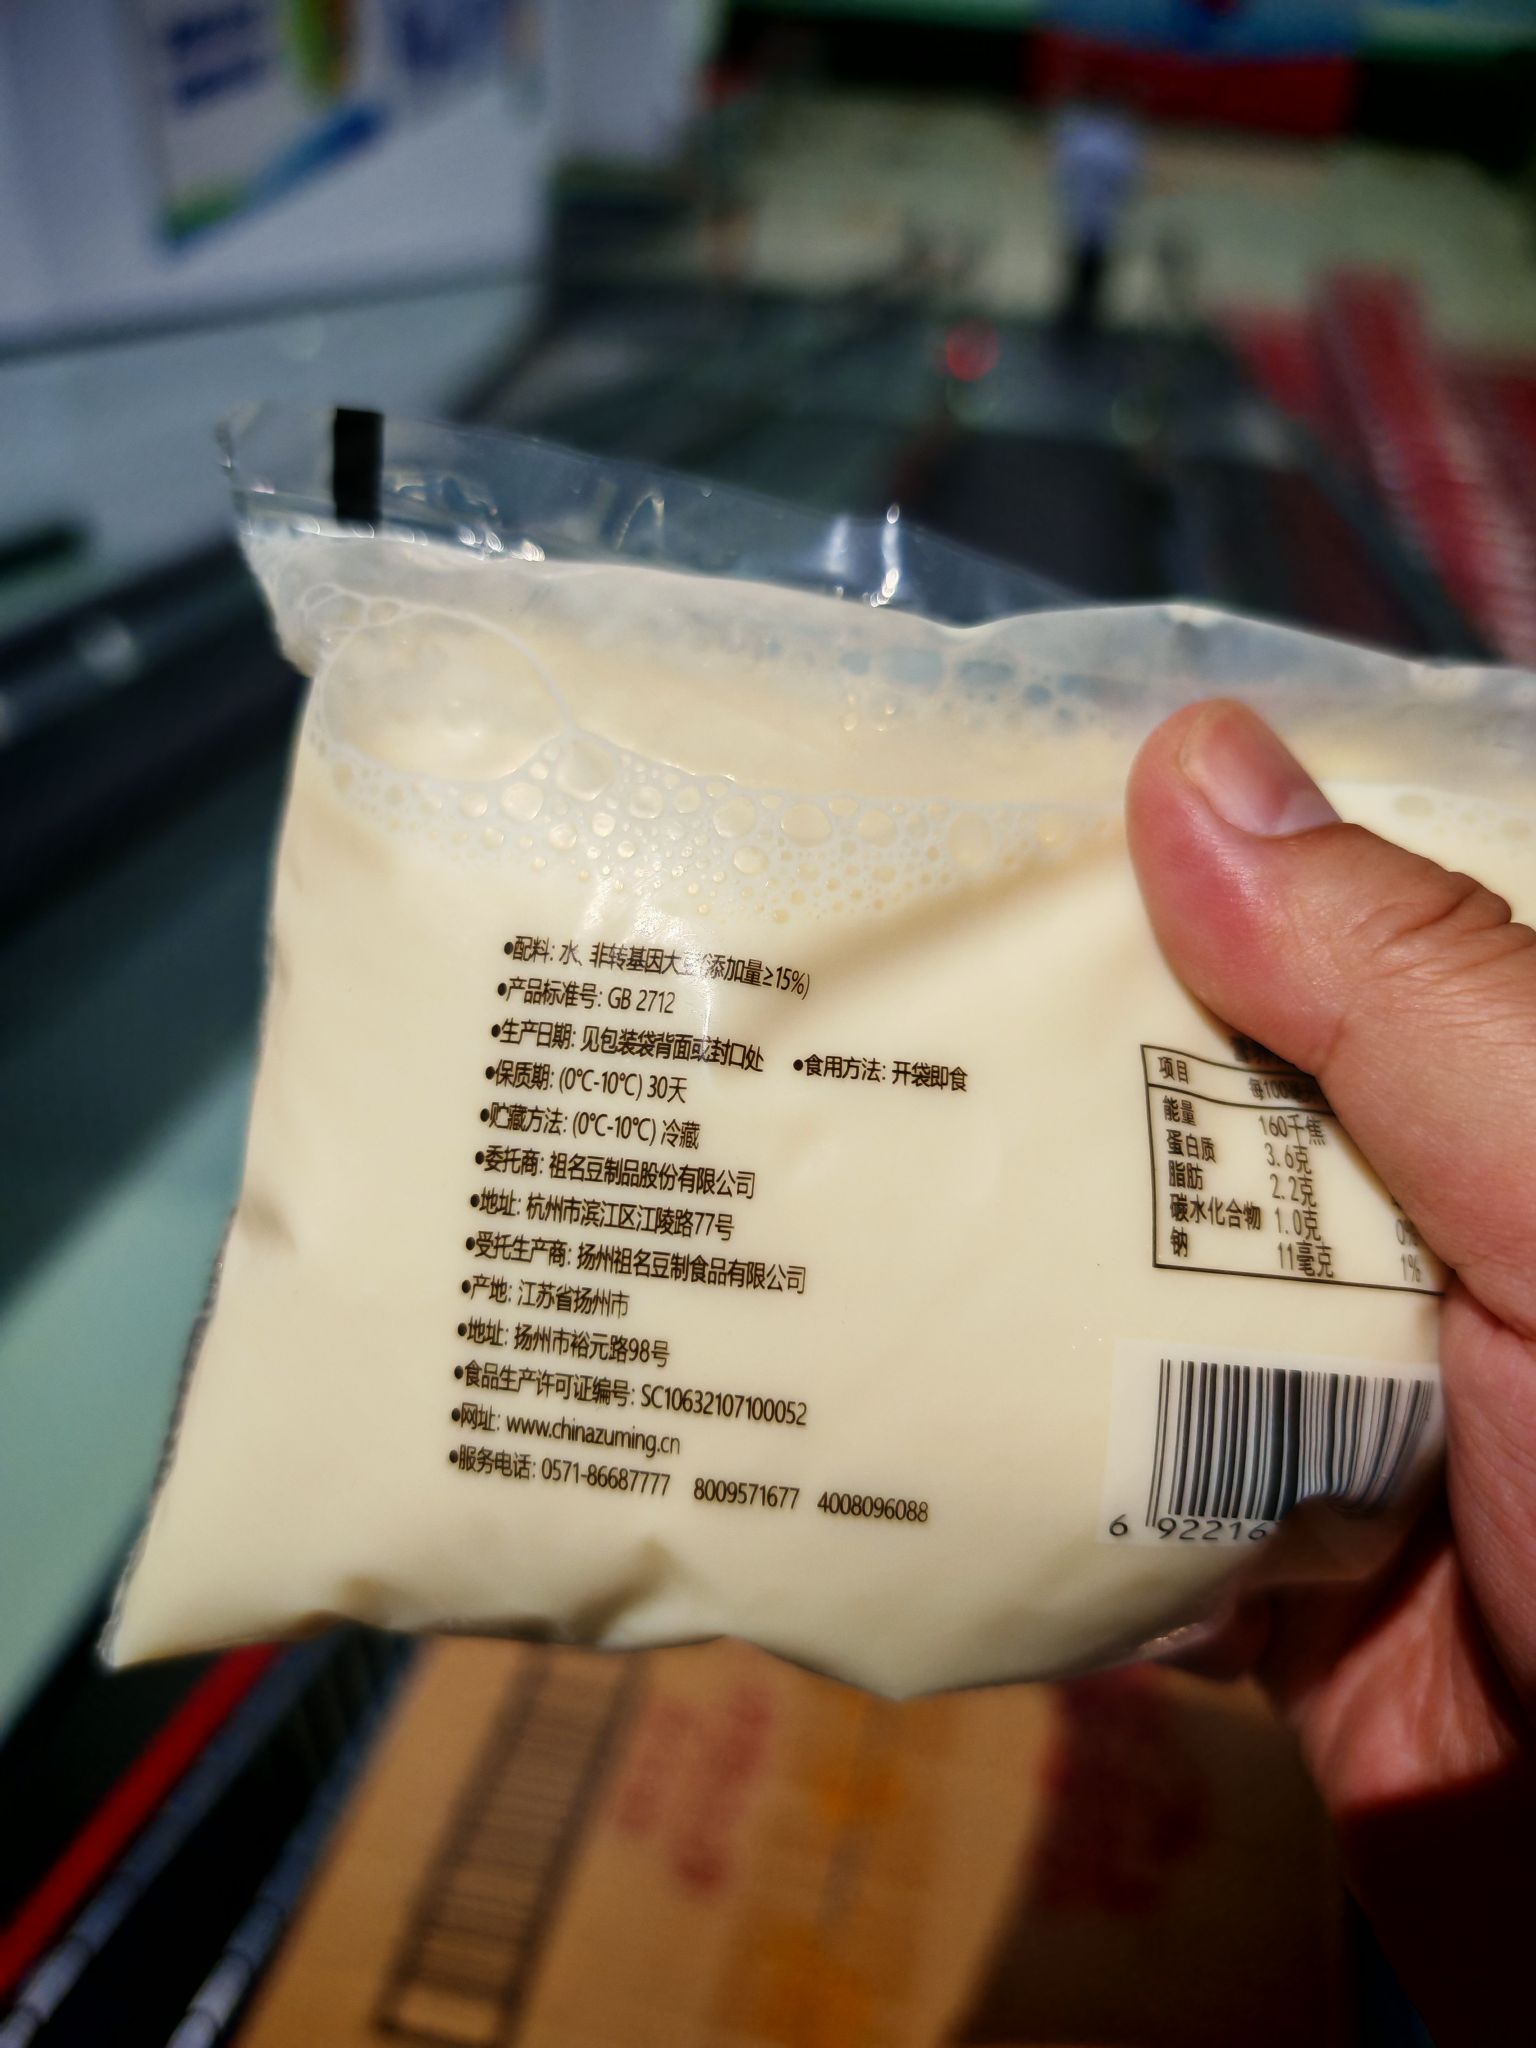 ●配料: 水、非转基因大豆(添加量≥15%)
●产品标准号: GB 2712
●生产日期: 见包装袋背面或封口处 ●食用方法: 开袋即食
●保质期: (0℃-10℃) 30天
●贮藏方法: (0℃-10℃) 冷藏
●委托商: 祖名豆制品股份有限公司
●地址: 杭州市滨江区江陵路77号
●受托生产商: 扬州祖名豆制食品有限公司
●产地: 江苏省扬州市
●地址: 扬州市裕元路98号
●食品生产许可证编号: SC10632107100052
●网址: www.chinazuming.cn
●服务电话: 0571-86687777 8009571677 4008096088
项目 每100
能量 160千焦
蛋白质 3.6克
脂肪 2.2克
碳水化合物 1.0克
钠 11毫克 1%
6 92216